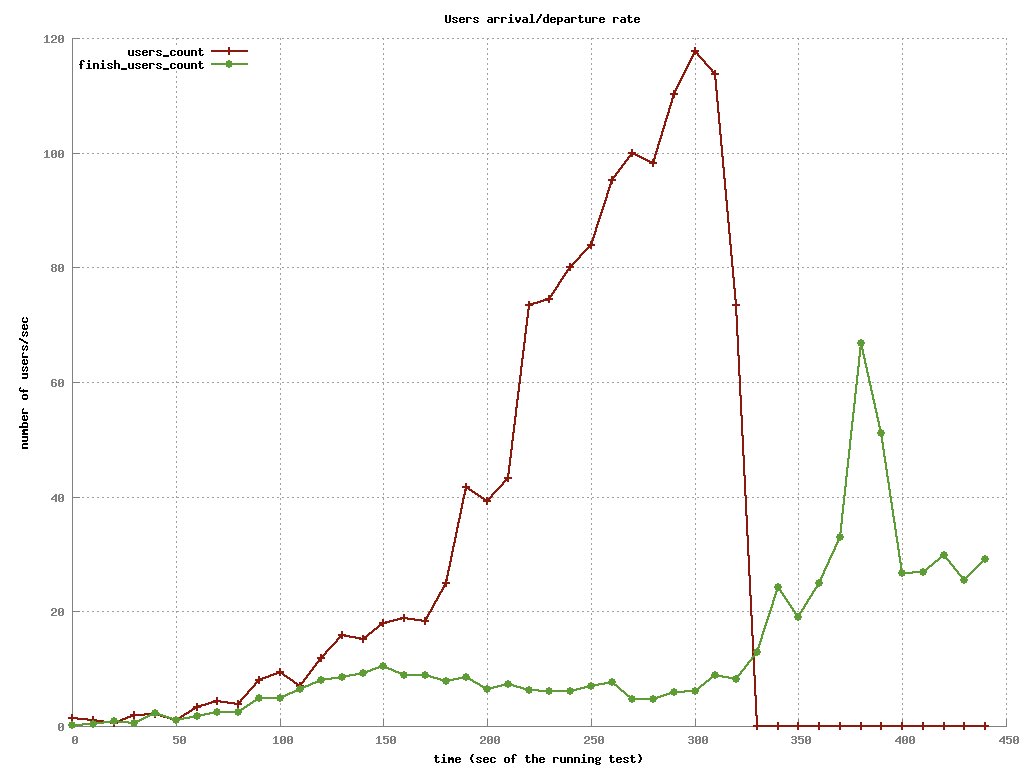 Users arrival/departure rate
users_count
finish_users_count
120
100
80
60
40
20
0
number of users/sec
0 50 100 150 200 250 300 350 400 450
time (sec of the running test)